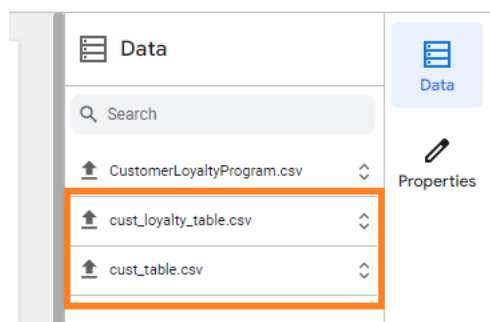 Data
Search
CustomerLoyaltyProgram.csv
cust_loyalty_table.csv
cust_table.csv
Data
Properties